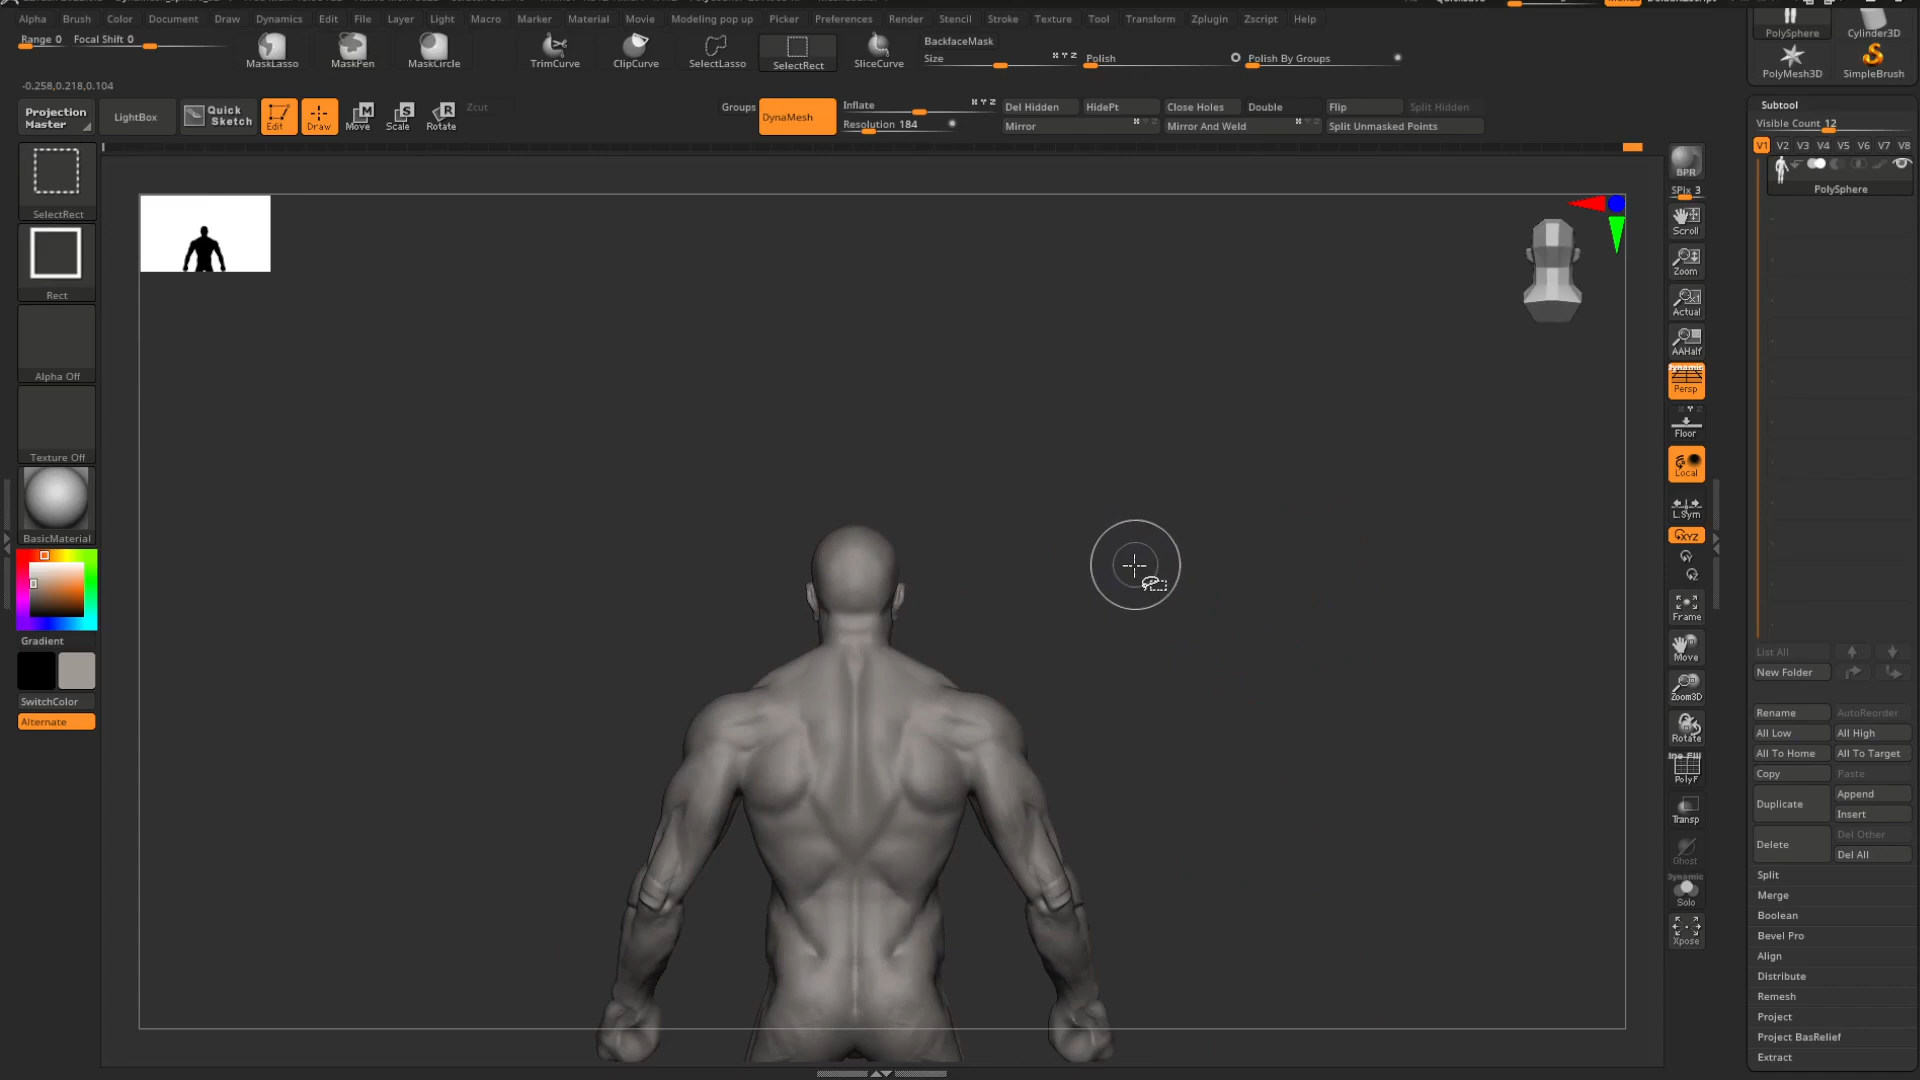 Alpha Brush Color Document Draw Dynamics Edit File Layer Light Macro Marker Material Movie Modeling pop up Picker Preferences Render Stencil Stroke Texture Tool Transform Zplugin Zscript Help
Range 0 Focal Shift 0
MaskLasso MaskPen MaskCircle TrimCurve ClipCurve SelectLasso SelectRect SliceCurve
BackfaceMask
Size X Y Z Polish Polish By Groups
-0.258,0.218,0.104
Projection Master
LightBox
Quick Sketch
Edit Draw Move Scale Rotate
Zcut
Groups DynaMesh
Inflate X Y Z
Resolution 184
Del Hidden HidePt Close Holes Double Flip Split Hidden
Mirror Mirror And Weld Split Unmasked Points
SelectRect
Rect
Alpha Off
Texture Off
BasicMaterial
Gradient
SwitchColor
Alternate
BPR
SPix 3
Scroll
Zoom
Actual
AAHalf
Dynamic
Persp
Floor
Local
L.Sym
XYZ
Frame
Move
Zoom3D
Rotate
Line Fill
PolyF
Transp
Ghost
Dynamic
Solo
Xpose
PolySphere Cylinder3D
PolyMesh3D SimpleBrush
Subtool
Visible Count 12
V1 V2 V3 V4 V5 V6 V7 V8
PolySphere
List All
New Folder
Rename AutoReorder
All Low All High
All To Home All To Target
Copy Paste
Duplicate Append
Insert
Delete Del Other
Del All
Split
Merge
Boolean
Bevel Pro
Align
Distribute
Remesh
Project
Project BasRelief
Extract